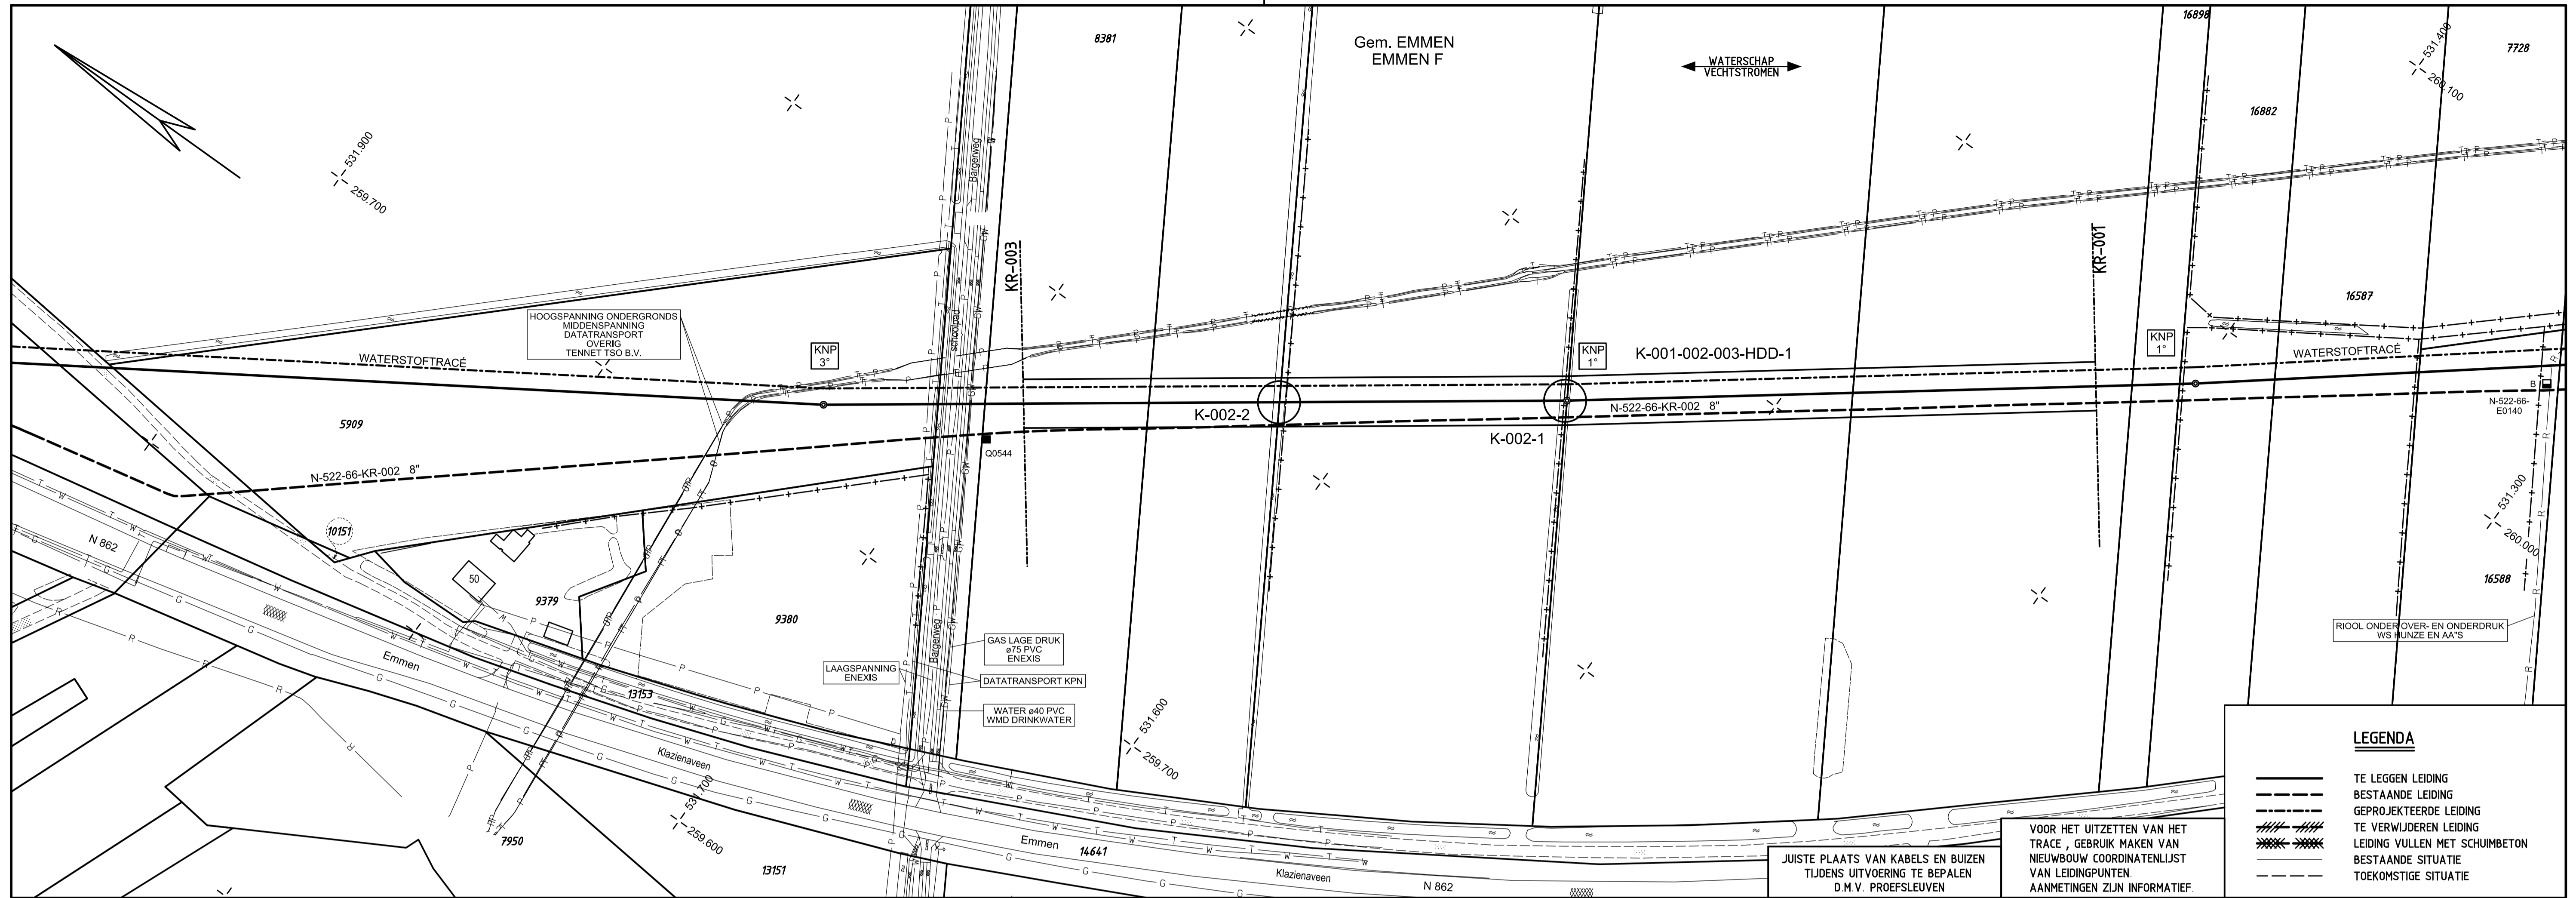 8381
Gem. EMMEN
EMMEN F
WATERSCHAP
VECHTSTROMEN
16898
531.400
260.100
7728
16882
531.900
259.700
Bargerweg
schoolpad
KR-003
KR-001
16587
HOOGSPANNING ONDERGRONDS
MIDDENSPANNING
DATATRANSPORT
OVERIG
TENNET TSO B.V.
WATERSTOFTRACÉ
KNP
3°
KNP
1°
K-001-002-003-HDD-1
KNP
1°
WATERSTOFTRACÉ
5909
K-002-2
N-522-66-KR-002 8"
K-002-1
B
N-522-66-
E0140
N-522-66-KR-002 8"
Q0544
10151
N 862
531.300
260.000
50
9379
9380
16588
Bargerweg
GAS LAGE DRUK
ø75 PVC
ENEXIS
LAAGSPANNING
ENEXIS
DATATRANSPORT KPN
WATER ø40 PVC
WMD DRINKWATER
RIOOL ONDER OVER- EN ONDERDRUK
WS HUNZE EN AA"S
Emmen
13153
531.600
259.700
Klazienaveen
531.700
259.600
7950
13151
Emmen
14641
Klazienaveen
N 862
JUISTE PLAATS VAN KABELS EN BUIZEN
TIJDENS UITVOERING TE BEPALEN
D.M.V. PROEFSLEUVEN
VOOR HET UITZETTEN VAN HET
TRACE , GEBRUIK MAKEN VAN
NIEUWBOUW COORDINATENLIJST
VAN LEIDINGPUNTEN.
AANMETINGEN ZIJN INFORMATIEF.
LEGENDA
TE LEGGEN LEIDING
BESTAANDE LEIDING
GEPROJEKTEERDE LEIDING
TE VERWIJDEREN LEIDING
LEIDING VULLEN MET SCHUIMBETON
BESTAANDE SITUATIE
TOEKOMSTIGE SITUATIE